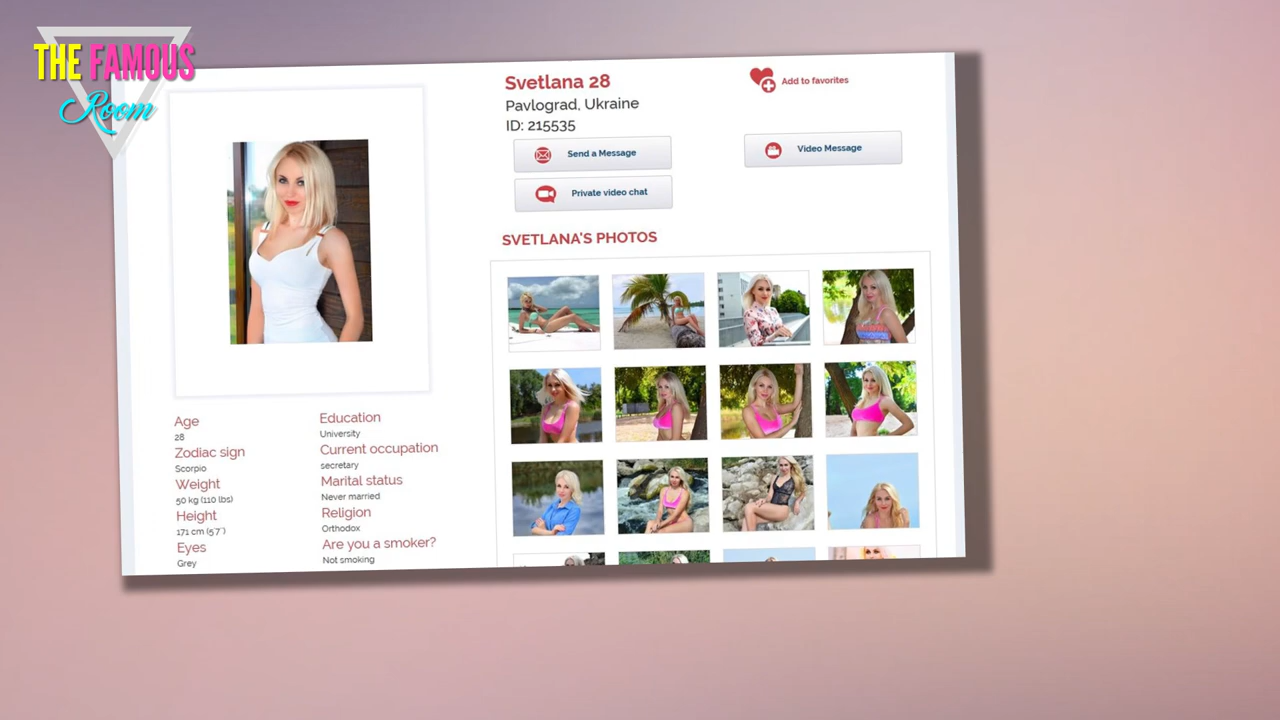 THE FAMOUS
Room
Svetlana 28
Pavlograd, Ukraine
ID: 215535
Add to favorites
Send a Message
Video Message
Private video chat
SVETLANA'S PHOTOS
Age
28
Zodiac sign
Scorpio
Weight
50 kg (110 lbs)
Height
171 cm (5'7")
Eyes
Grey
Education
University
Current occupation
secretary
Marital status
Never married
Religion
Orthodox
Are you a smoker?
Not smoking